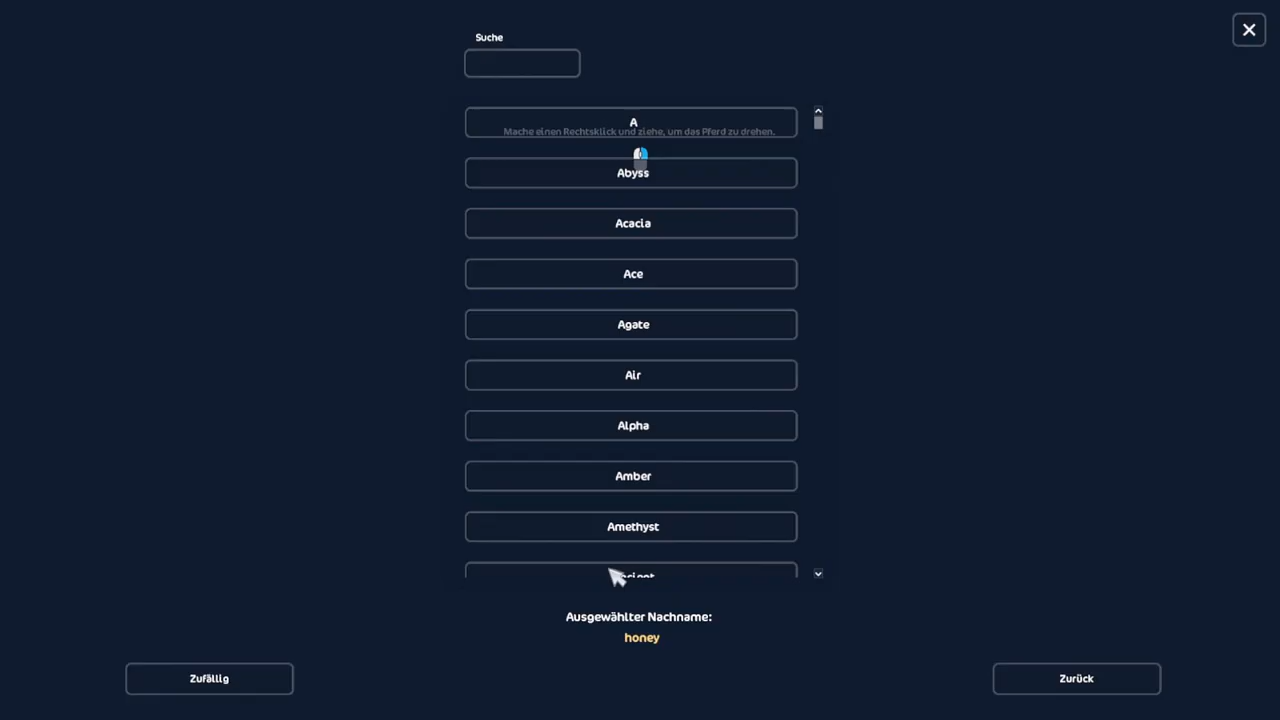 Suche
A
Mache einen Rechtsklick und ziehe, um das Pferd zu drehen.
Abyss
Acacia
Ace
Agate
Air
Alpha
Amber
Amethyst
Ausgewählter Nachname:
honey
Zufällig
Zurück